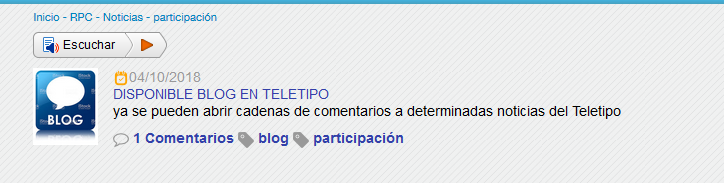 Inicio - RPC - Noticias - participación
Escuchar
04/10/2018
DISPONIBLE BLOG EN TELETIPO
ya se pueden abrir cadenas de comentarios a determinadas noticias del Teletipo
BLOG
1 Comentarios blog participación